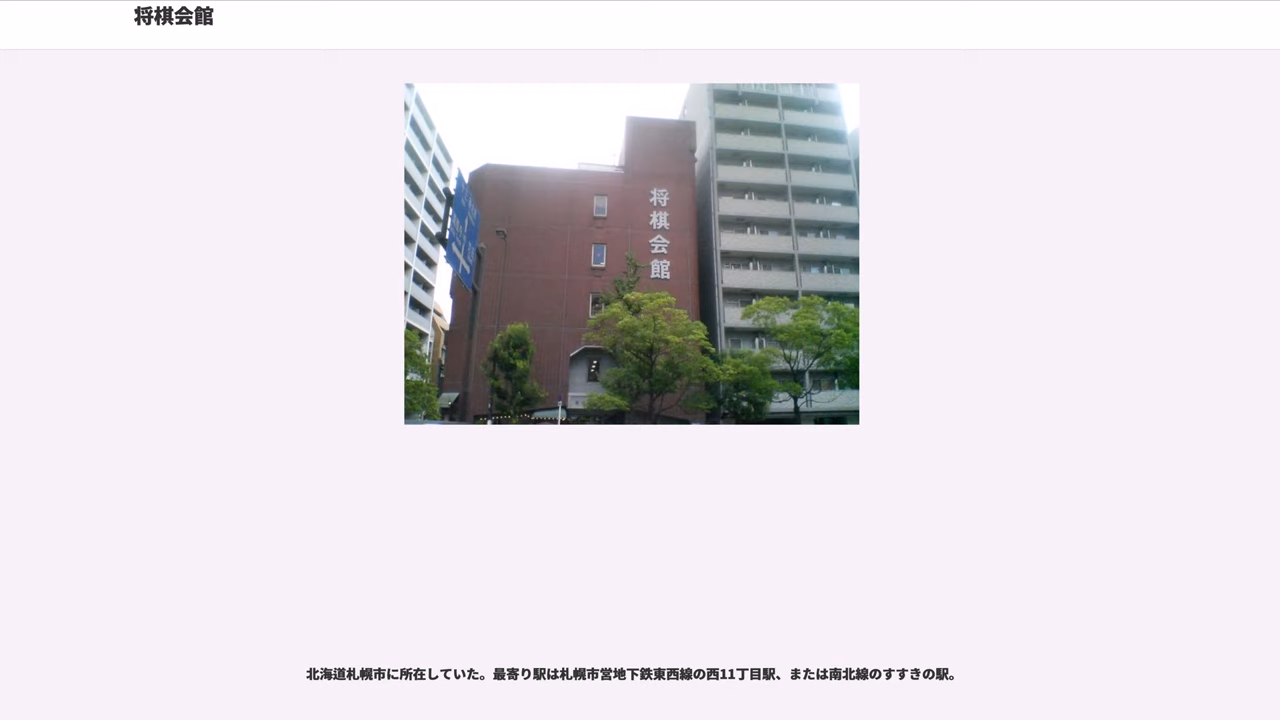 将棋会館
将棋会館
北海道札幌市に所在していた。最寄り駅は札幌市営地下鉄東西線の西11丁目駅、または南北線のすすきの駅。